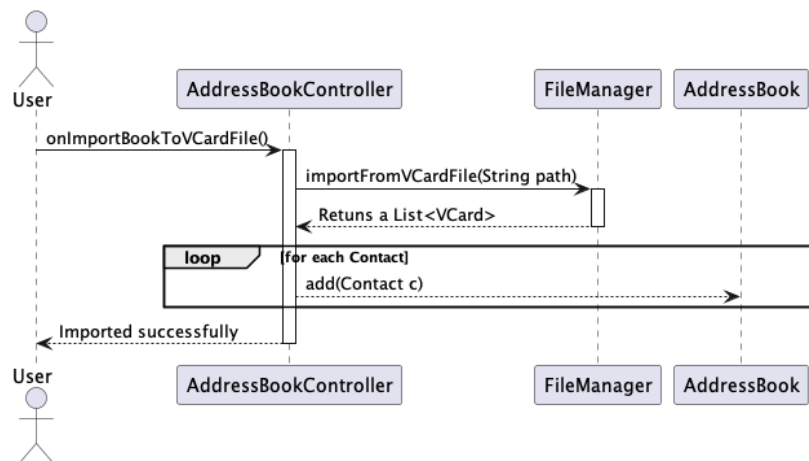 User
AddressBookController
FileManager
AddressBook
onImportBookToVCardFile()
importFromVCardFile(String path)
Retuns a List<VCard>
loop
[for each Contact]
add(Contact c)
Imported successfully
User
AddressBookController
FileManager
AddressBook